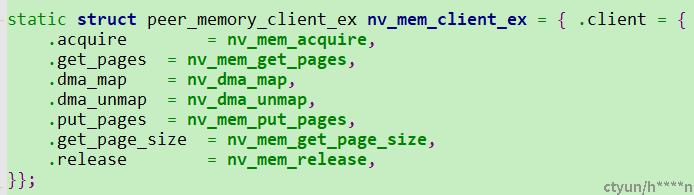 static struct peer_memory_client_ex nv_mem_client_ex = { .client = {
    .acquire        = nv_mem_acquire,
    .get_pages  = nv_mem_get_pages,
    .dma_map    = nv_dma_map,
    .dma_unmap  = nv_dma_unmap,
    .put_pages  = nv_mem_put_pages,
    .get_page_size  = nv_mem_get_page_size,
    .release        = nv_mem_release,
}};
ctyun/h****n